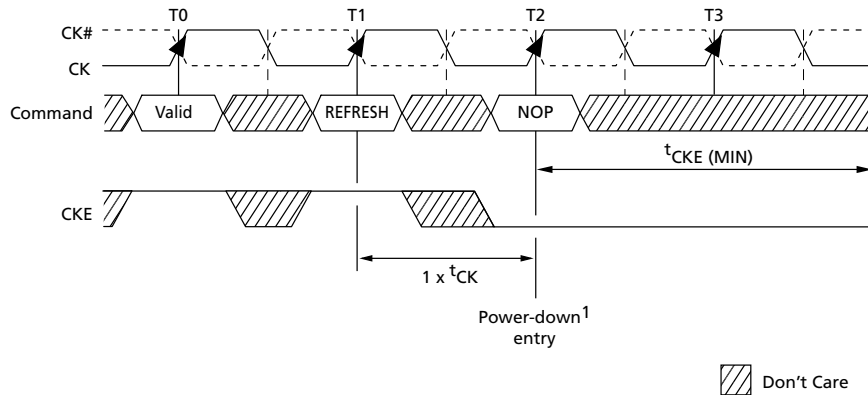 T0 T1 T2 T3
CK#
CK
Command Valid REFRESH NOP
tCKE (MIN)
CKE
1 x tCK
Power-down1
entry
Don't Care